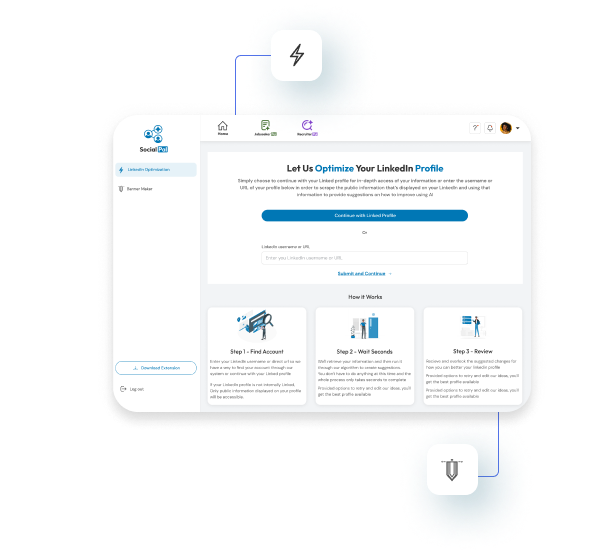 Home
Recruiter
Social Pal
LinkedIn Optimization
Banner Maker
Let Us Optimize Your LinkedIn Profile
Simply choose to continue with your Linked profile for in-depth access of your information or enter the username or
URL of your profile below in order to scrape the public information that's displayed on your LinkedIn and using that
information to provide suggestions on how to improve using AI
Continue with Linked Profile
Or
LinkedIn username or URL
Enter you LinkedIn username or URL
Submit and Continue
How it Works
Step 1 - Find Account
Enter your LinkedIn username or direct url so we
have a way to find your account through our
system or continue with your Linked profile.
If your LinkedIn profile is not internally Linked.
Only public information displayed on your profile
will be accessible.
Step 2 - Wait Seconds
We'll retrieve your information and then run it
through our algorithm to create suggestions.
You don't have to do anything at this time and the
whole process only takes seconds to complete.
Provided options to retry and edit our ideas, you'll
get the best profile available
Step 3 - Review
Recieve and overlook the suggested changes for
how you can better your linkedin profile
Provided options to retry and edit our ideas, you'll
get the best profile available
Provided options to retry and edit our ideas, you'll
get the best profile available
Download Extension
Log out